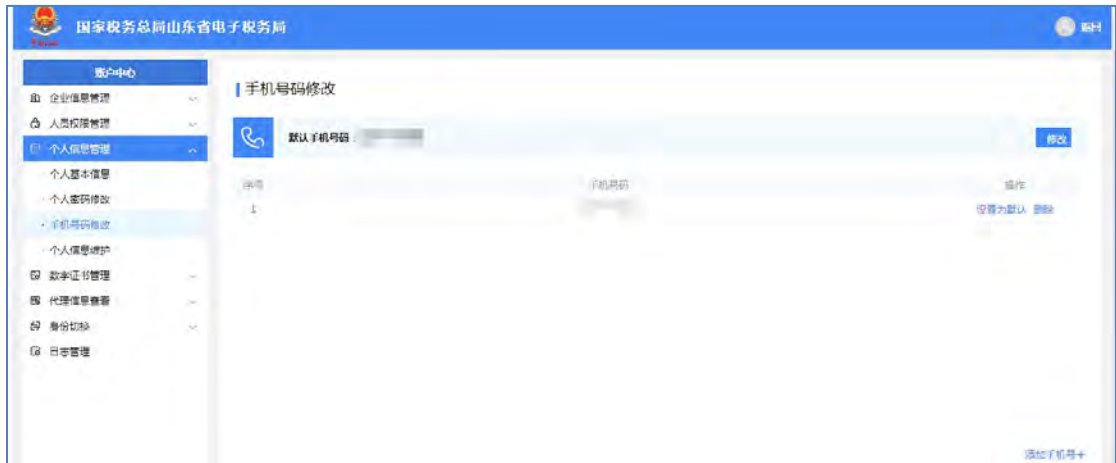 国家税务总局山东省电子税务局
账户中心
企业信息管理
人员权限管理
个人信息管理
个人基本信息
个人密码修改
手机号码修改
个人信息维护
数字证书管理
代理信息查看
身份切换
日志管理
手机号码修改
默认手机号码：
修改
序号 手机号码 操作
1 设置为默认 删除
添加手机号+